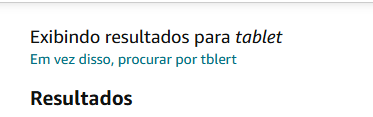 Exibindo resultados para tablet
Em vez disso, procurar por tblert
Resultados